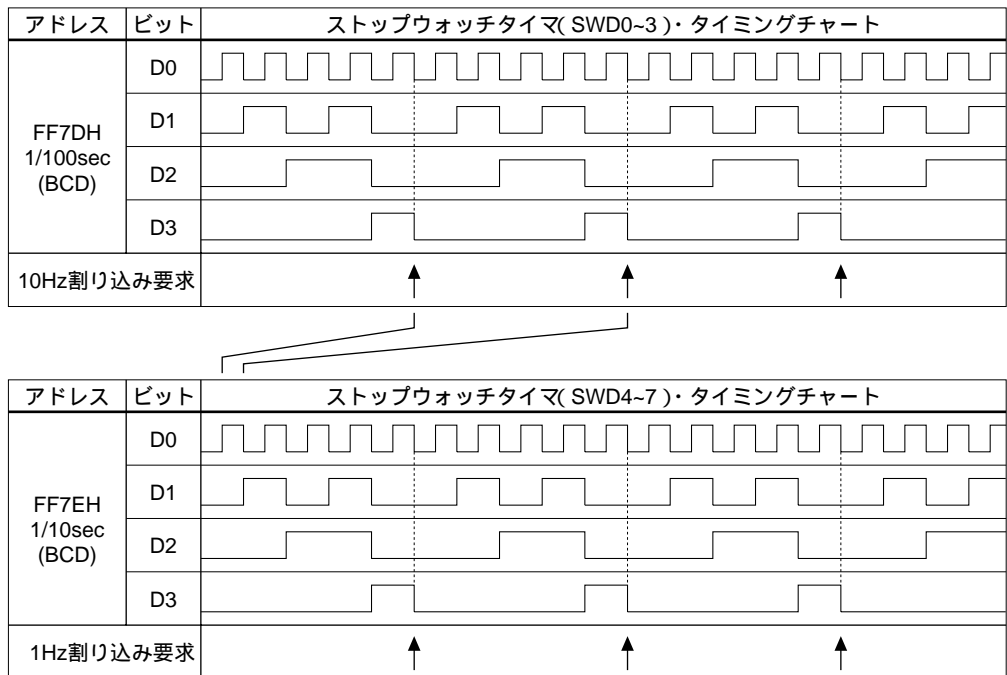 アドレス ビット ストップウォッチタイマ( SWD0~3 )・タイミングチャート
FF7DH
1/100sec
(BCD)
D0
D1
D2
D3
10Hz割り込み要求
アドレス ビット ストップウォッチタイマ( SWD4~7 )・タイミングチャート
FF7EH
1/10sec
(BCD)
D0
D1
D2
D3
1Hz割り込み要求